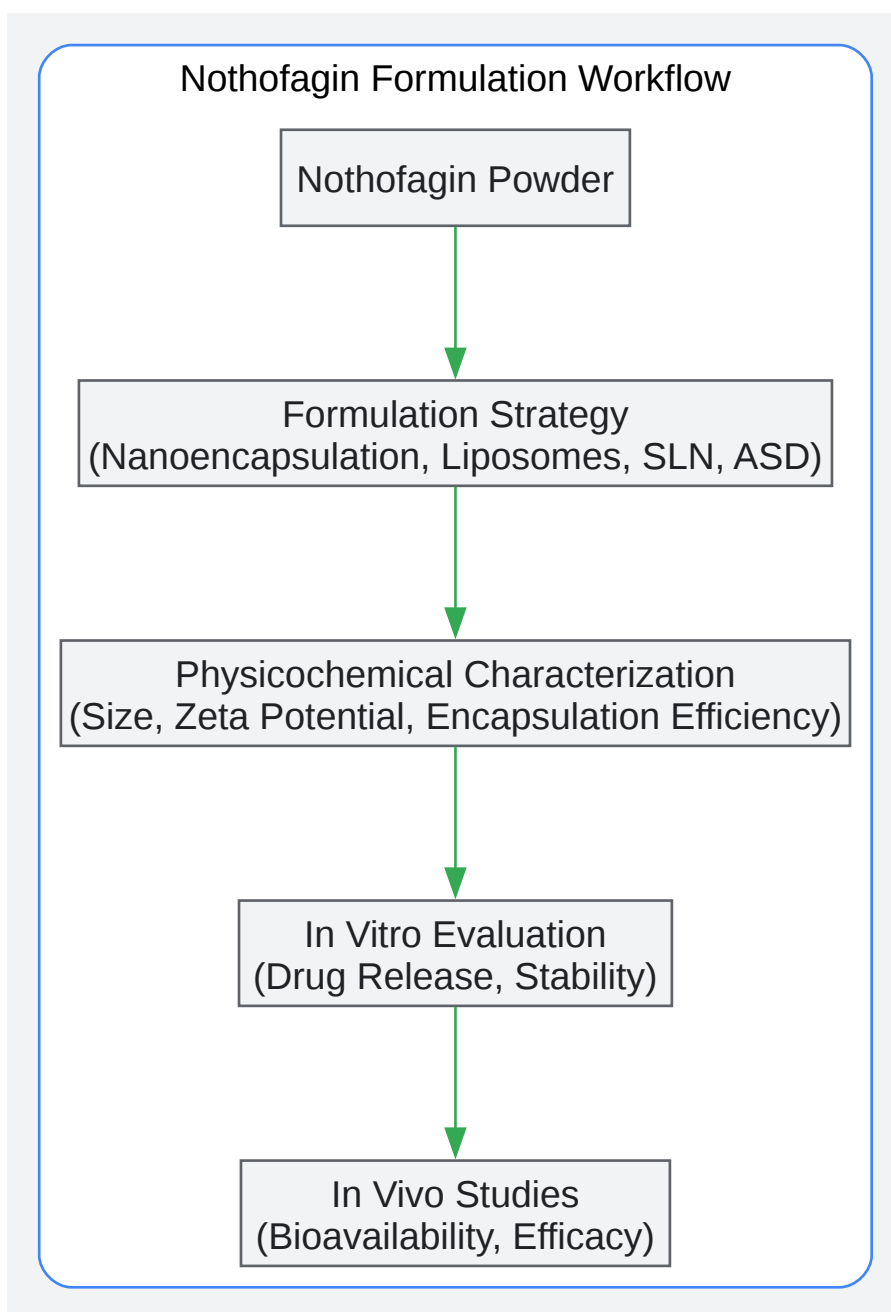 Nothofagin Formulation Workflow
Nothofagin Powder
Formulation Strategy
(Nanoencapsulation, Liposomes, SLN, ASD)
Physicochemical Characterization
(Size, Zeta Potential, Encapsulation Efficiency)
In Vitro Evaluation
(Drug Release, Stability)
In Vivo Studies
(Bioavailability, Efficacy)